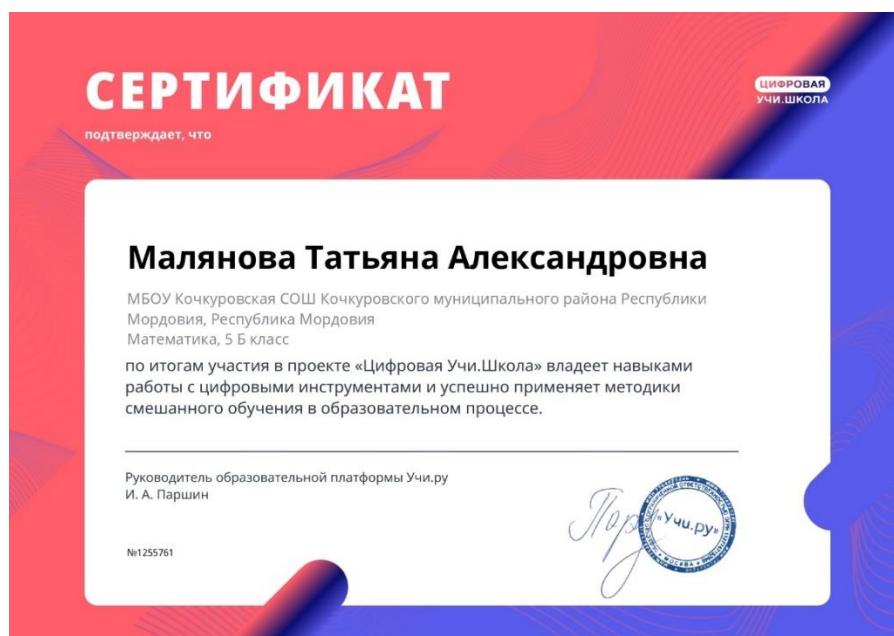 СЕРТИФИКАТ
ЦИФРОВАЯ
УЧИ.ШКОЛА
подтверждает, что
Малянова Татьяна Александровна
МБОУ Кочкуровская СОШ Кочкуровского муниципального района Республики
Мордовия, Республика Мордовия
Математика, 5 Б класс
по итогам участия в проекте «Цифровая Учи.Школа» владеет навыками
работы с цифровыми инструментами и успешно применяет методики
смешанного обучения в образовательном процессе.
Руководитель образовательной платформы Учи.ру
И. А. Паршин
«Учи.ру»
МОСКВА
№1255761